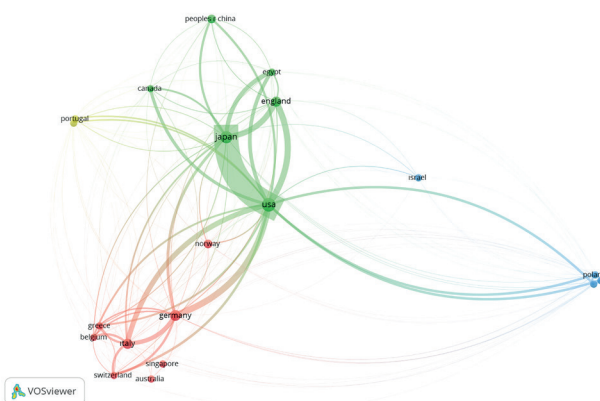 peoples r china
egypt
canada
england
portugal
japan
israel
usa
norway
germany
greece
belgium
italy
singapore
switzerland
australia
VOSviewer